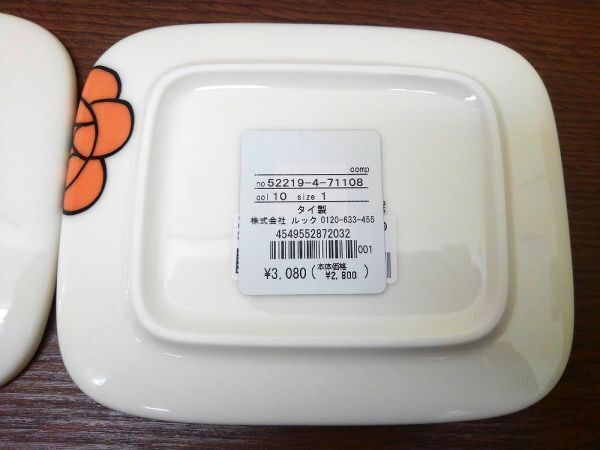 comp
no 52219-4-71108
col 10 size 1
タイ製
株式会社 ルック 0120-633-455
4549552872032
001
¥3,080(本体価格 ¥2,800)